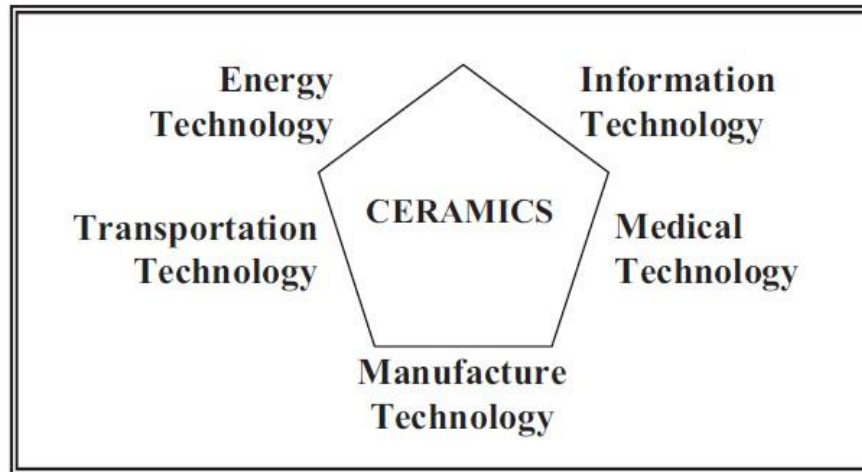 Energy
Technology
Information
Technology
CERAMICS
Transportation
Technology
Medical
Technology
Manufacture
Technology